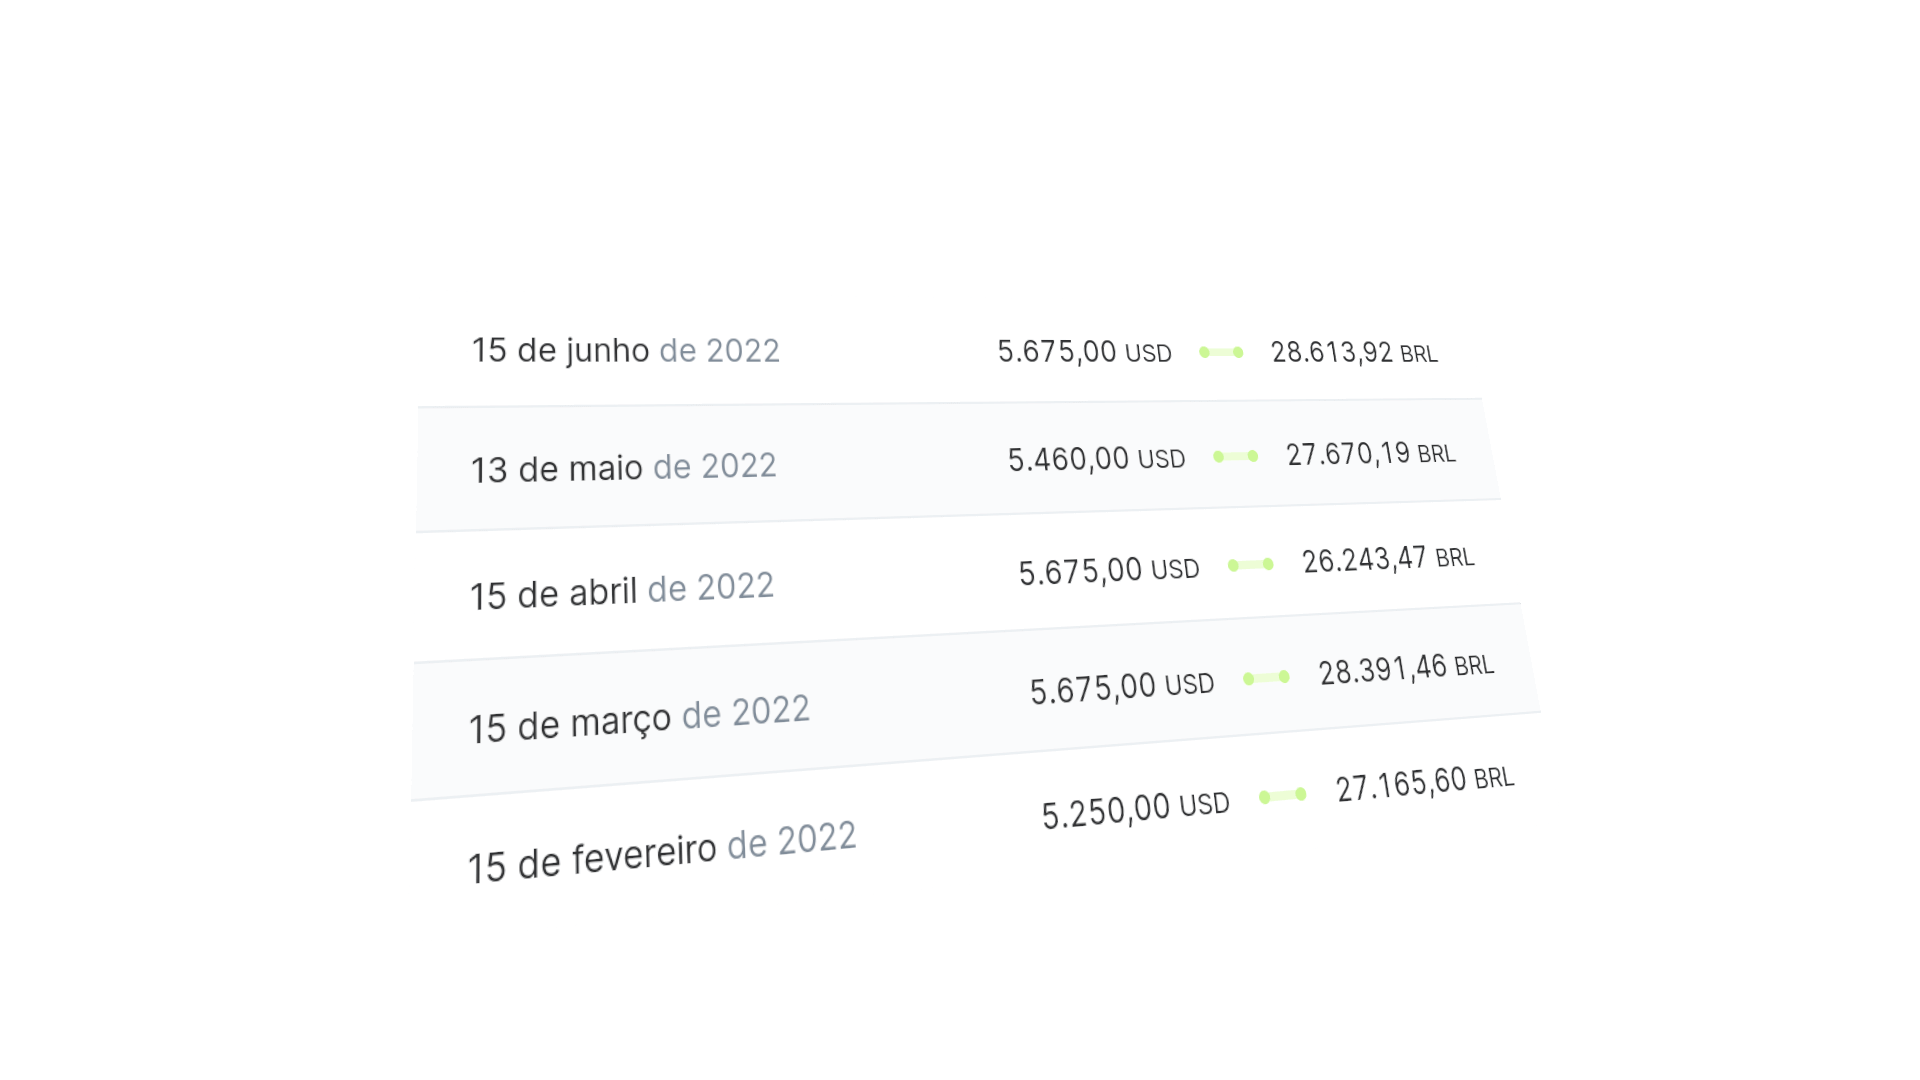 15 de junho de 2022 5.675,00 USD 28.613,92 BRL
13 de maio de 2022 5.460,00 USD 27.670,19 BRL
15 de abril de 2022 5.675,00 USD 26.243,47 BRL
15 de março de 2022 5.675,00 USD 28.391,46 BRL
15 de fevereiro de 2022 5.250,00 USD 27.165,60 BRL